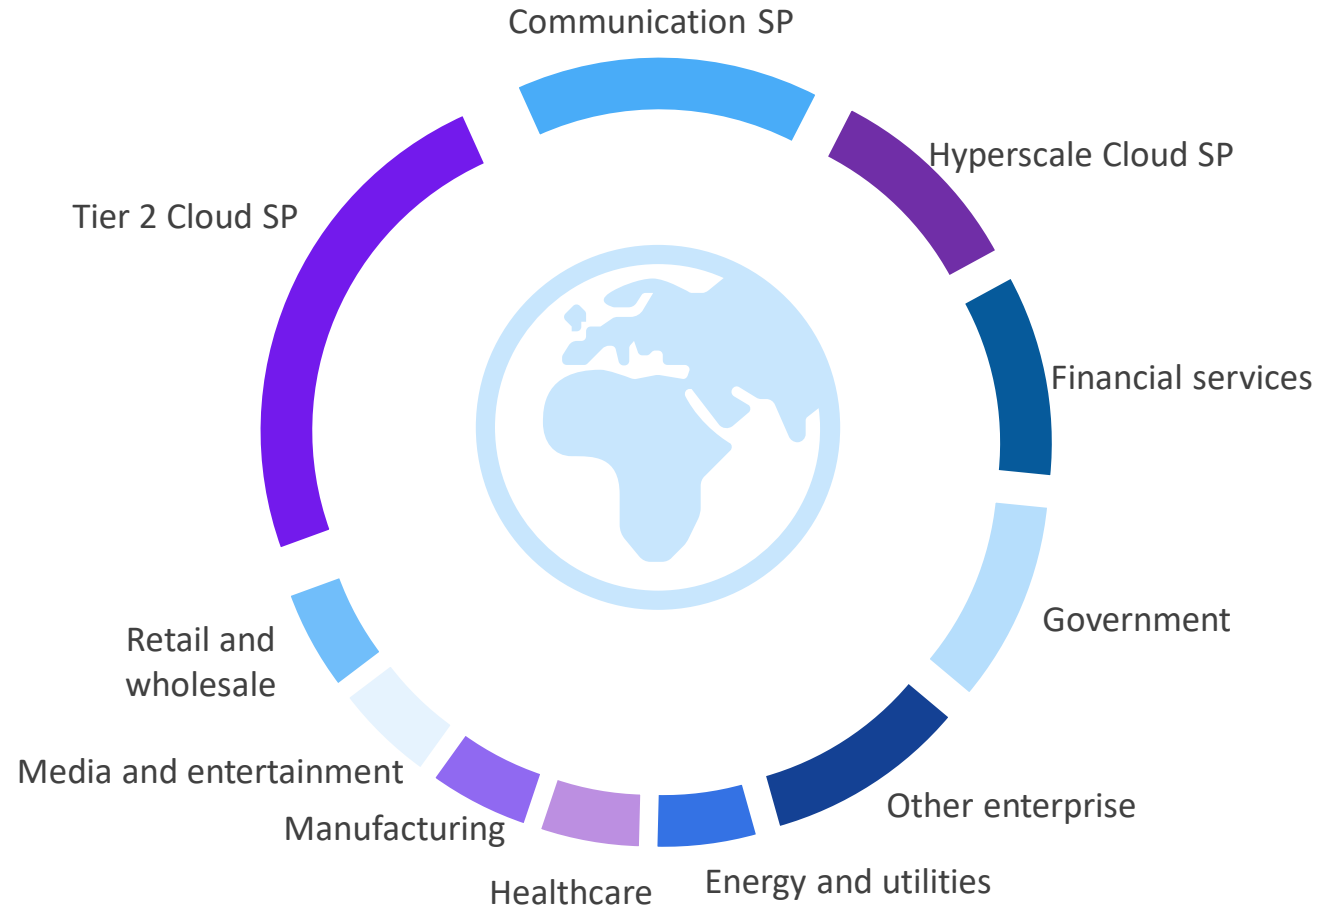 Communication SP
Hyperscale Cloud SP
Tier 2 Cloud SP
Financial services
Government
Retail and
wholesale
Media and entertainment
Other enterprise
Manufacturing
Energy and utilities
Healthcare